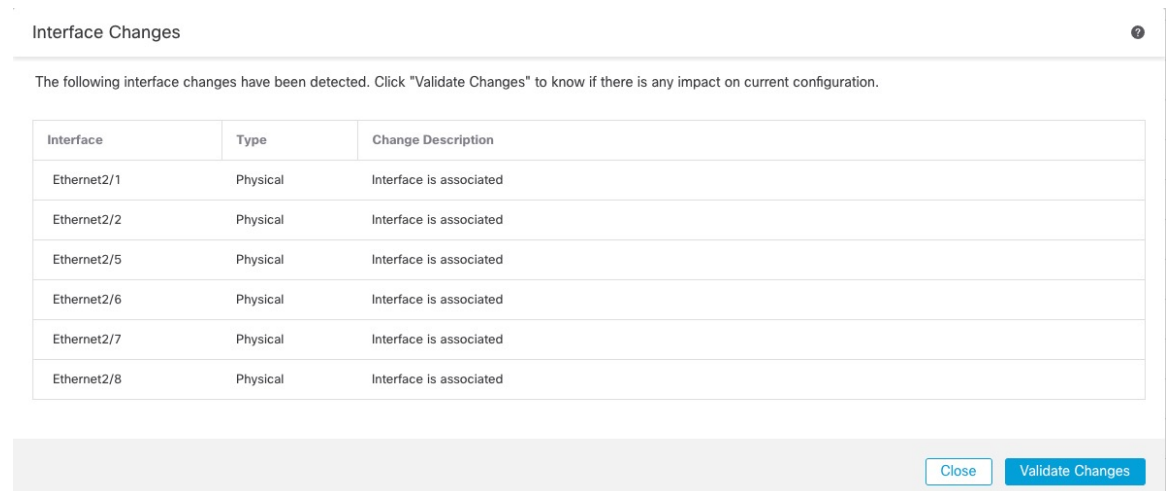 Interface Changes
?
The following interface changes have been detected. Click "Validate Changes" to know if there is any impact on current configuration.
Interface Type Change Description
Ethernet2/1 Physical Interface is associated
Ethernet2/2 Physical Interface is associated
Ethernet2/5 Physical Interface is associated
Ethernet2/6 Physical Interface is associated
Ethernet2/7 Physical Interface is associated
Ethernet2/8 Physical Interface is associated
Close Validate Changes